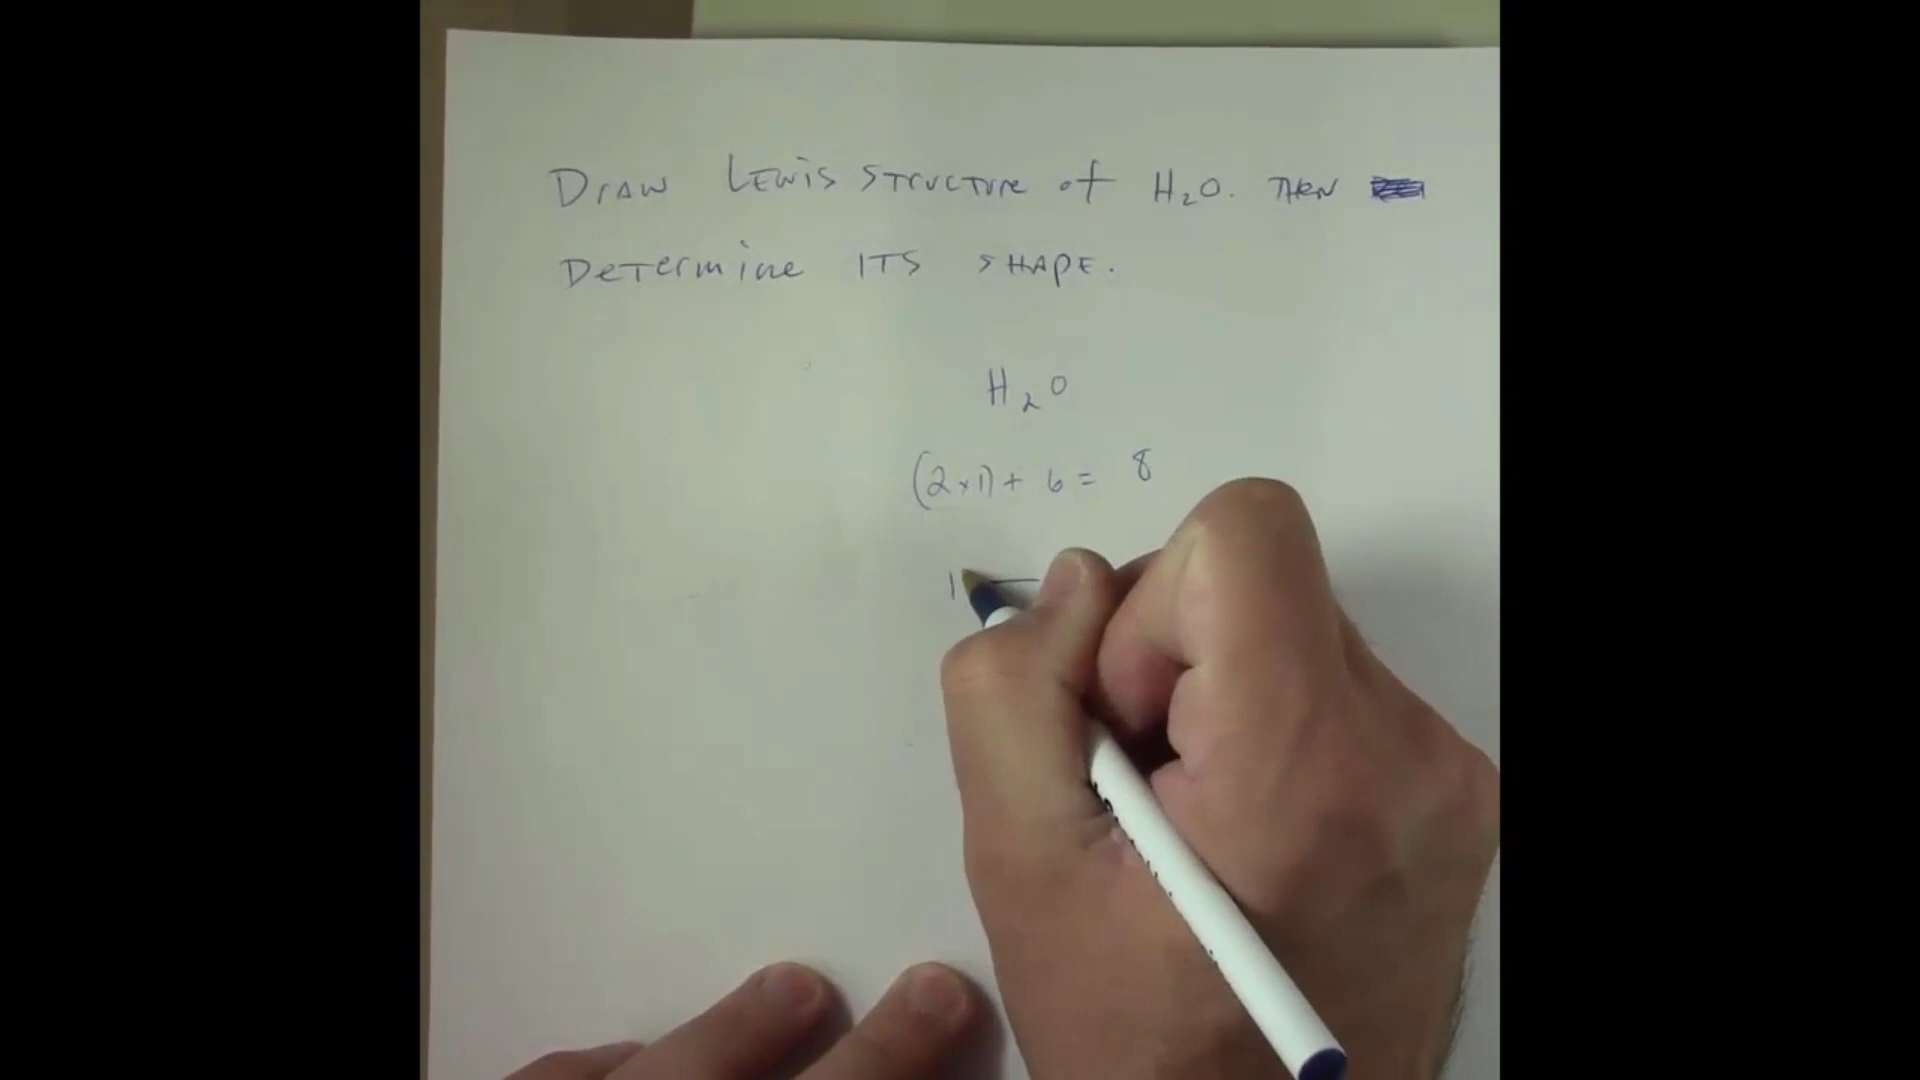 Draw Lewis structure of H₂O. Then
Determine its shape.
H₂O
(2×1) + 6 = 8